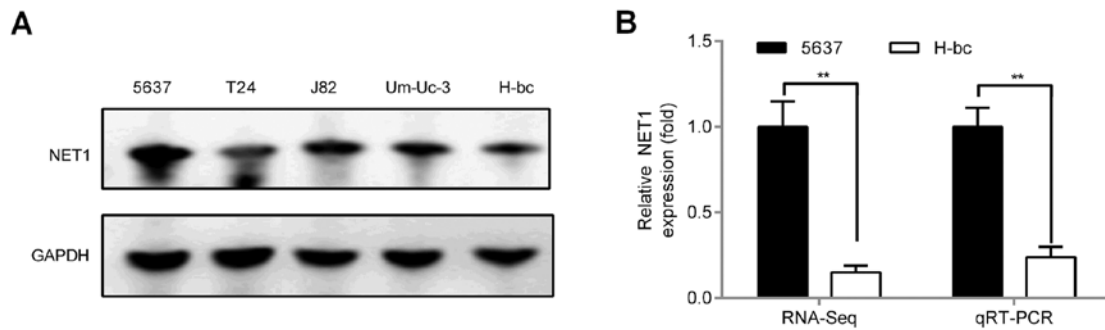 A
5637 T24 J82 Um-Uc-3 H-bc
NET1
GAPDH
B
5637 H-bc
Relative NET1
expression (fold)
1.5
1.0
0.5
0.0
** **
RNA-Seq qRT-PCR